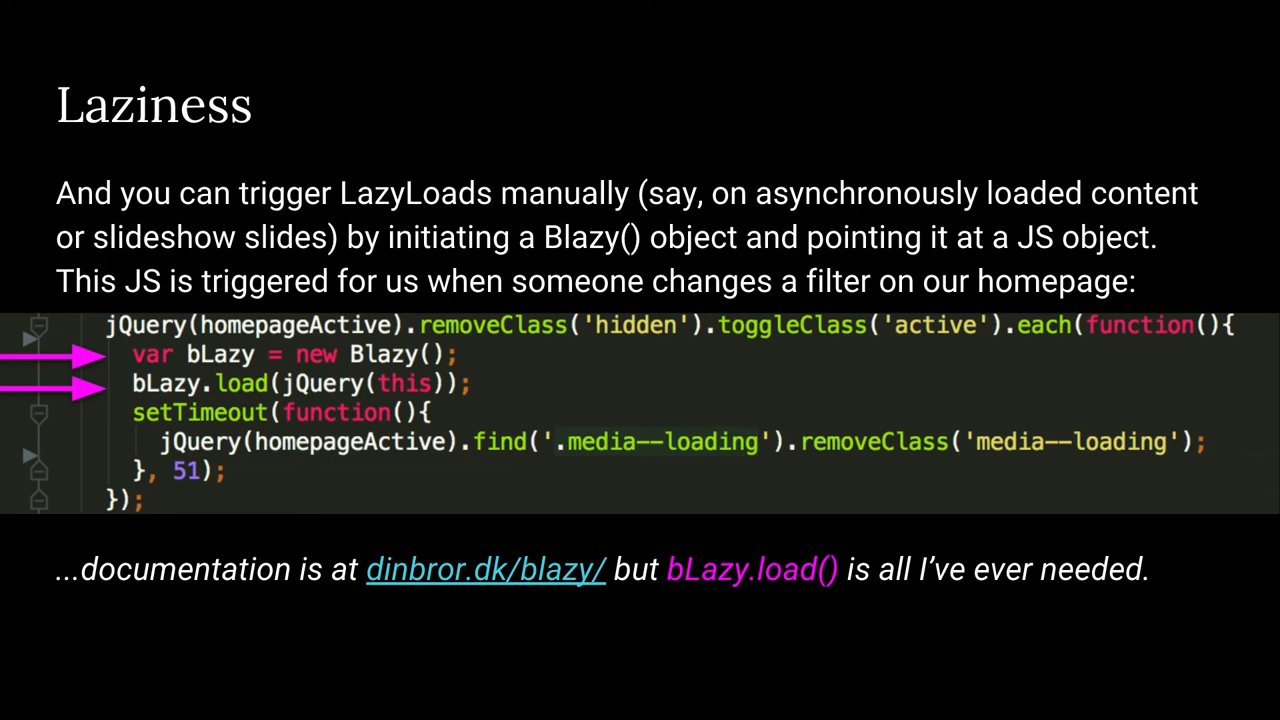 Laziness
And you can trigger LazyLoads manually (say, on asynchronously loaded content
or slideshow slides) by initiating a Blazy() object and pointing it at a JS object.
This JS is triggered for us when someone changes a filter on our homepage:
jQuery(homepageActive).removeClass('hidden').toggleClass('active').each(function(){
var bLazy = new Blazy();
bLazy.load(jQuery(this));
setTimeout(function(){
jQuery(homepageActive).find('.media--loading').removeClass('media--loading');
}, 51);
});
...documentation is at dinbror.dk/blazy/ but bLazy.load() is all I’ve ever needed.